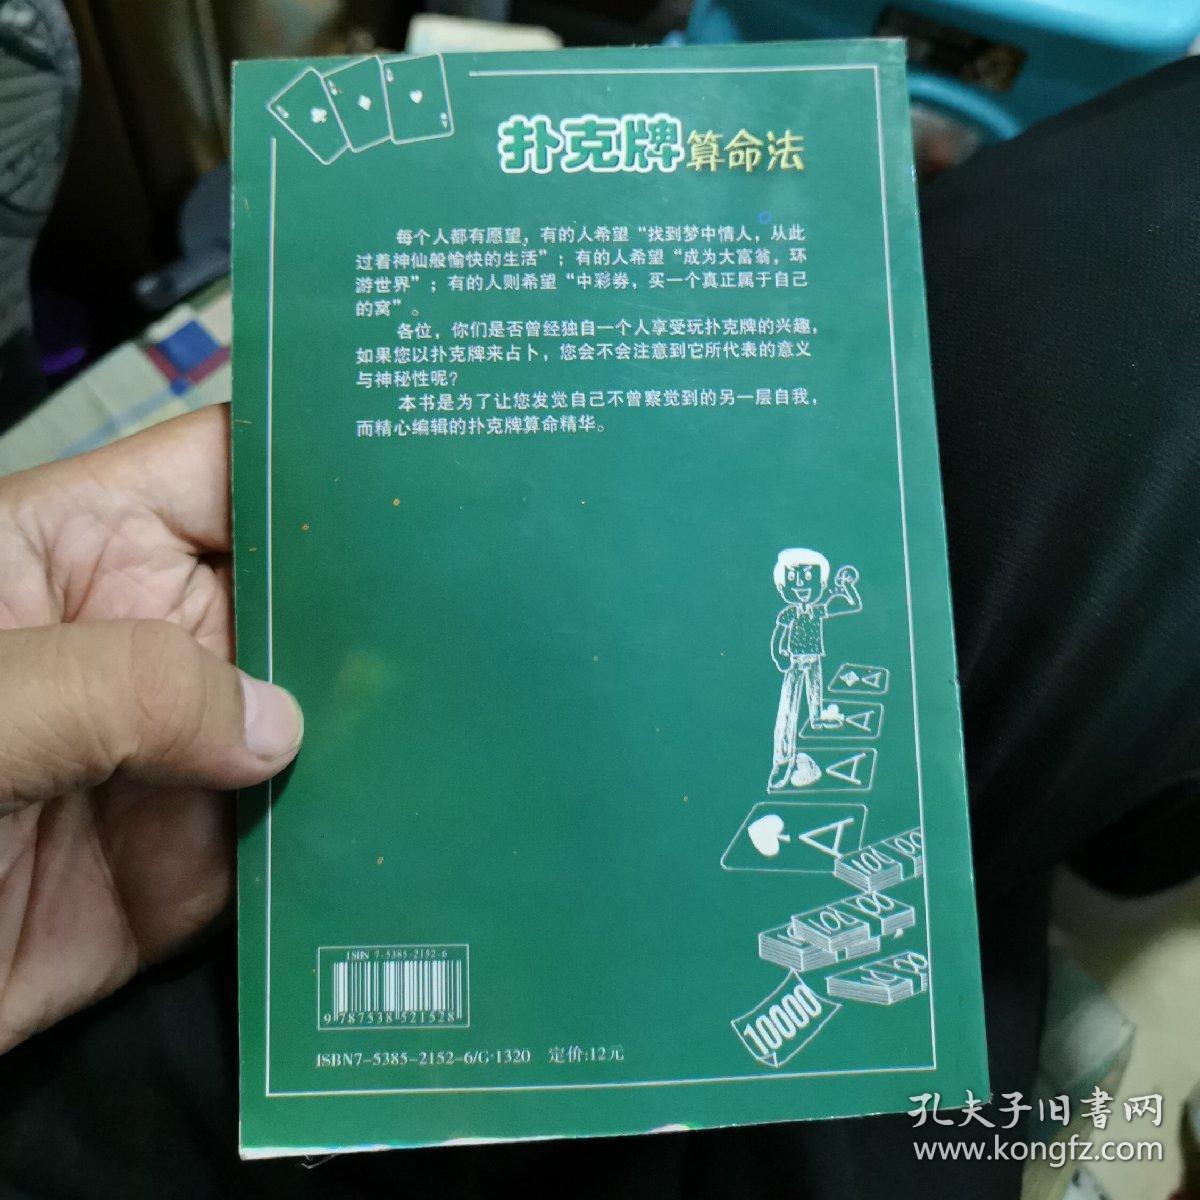 扑克牌算命法
每个人都有愿望，有的人希望“找到梦中情人，从此
过着神仙般愉快的生活”；有的人希望“成为大富翁，环
游世界”；有的人则希望“中彩券，买一个真正属于自己
的窝”。
各位，你们是否曾经独自一个人享受玩扑克牌的兴趣，
如果您以扑克牌来占卜，您会不会注意到它所代表的意义
与神秘性呢？
本书是为了让您发觉自己不曾察觉到的另一层自我，
而精心编辑的扑克牌算命精华。
A
A
A
A
100
100
100
10000
ISBN 7-5385-2152-6
9 787538 521528
ISBN7-5385-2152-6/G·1320 定价:12元
孔夫子旧书网
www.kongfz.com